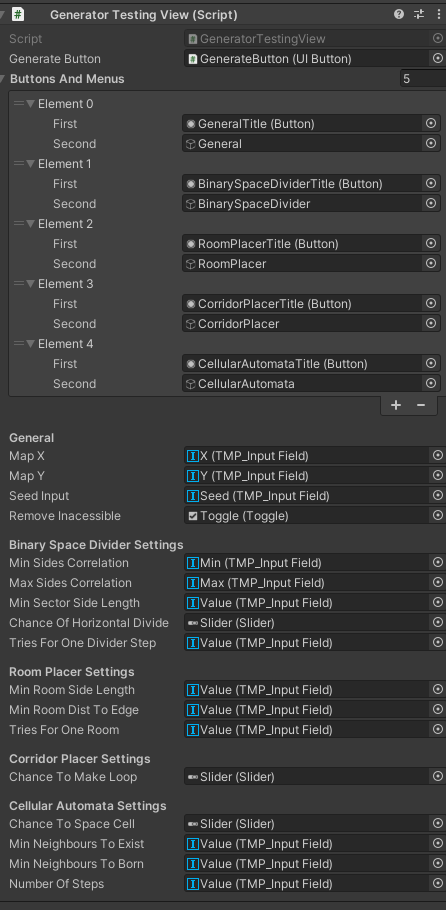 # Generator Testing View (Script)
Script # GeneratorTestingView
Generate Button # GenerateButton (UI Button)
Buttons And Menus 5
Element 0
First GeneralTitle (Button)
Second General
Element 1
First BinarySpaceDividerTitle (Button)
Second BinarySpaceDivider
Element 2
First RoomPlacerTitle (Button)
Second RoomPlacer
Element 3
First CorridorPlacerTitle (Button)
Second CorridorPlacer
Element 4
First CellularAutomataTitle (Button)
Second CellularAutomata
+ −
General
Map X X (TMP_Input Field)
Map Y Y (TMP_Input Field)
Seed Input Seed (TMP_Input Field)
Remove Inacessible Toggle (Toggle)
Binary Space Divider Settings
Min Sides Correlation Min (TMP_Input Field)
Max Sides Correlation Max (TMP_Input Field)
Min Sector Side Length Value (TMP_Input Field)
Chance Of Horizontal Divide Slider (Slider)
Tries For One Divider Step Value (TMP_Input Field)
Room Placer Settings
Min Room Side Length Value (TMP_Input Field)
Min Room Dist To Edge Value (TMP_Input Field)
Tries For One Room Value (TMP_Input Field)
Corridor Placer Settings
Chance To Make Loop Slider (Slider)
Cellular Automata Settings
Chance To Space Cell Slider (Slider)
Min Neighbours To Exist Value (TMP_Input Field)
Min Neighbours To Born Value (TMP_Input Field)
Number Of Steps Value (TMP_Input Field)